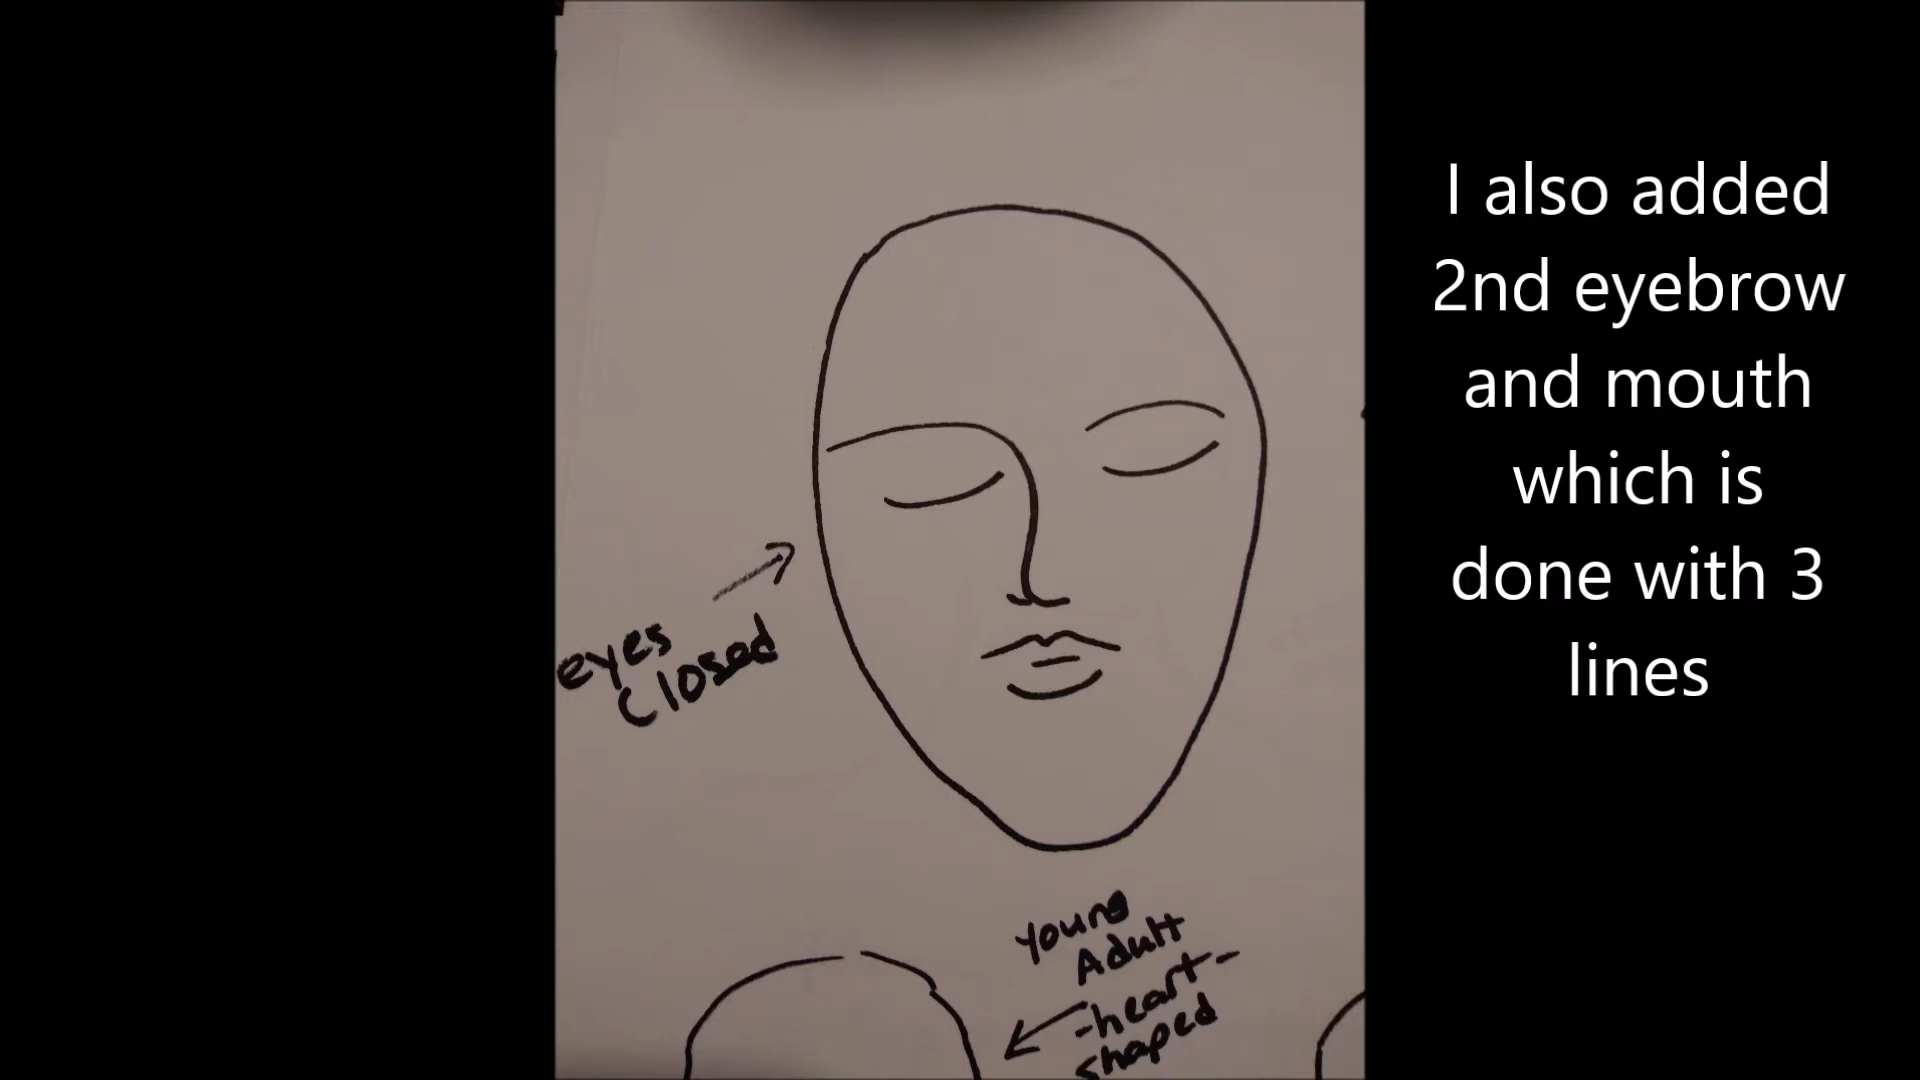 I also added
2nd eyebrow
and mouth
which is
done with 3
lines
eyes
closed
Young
Adult
-heart-
shaped